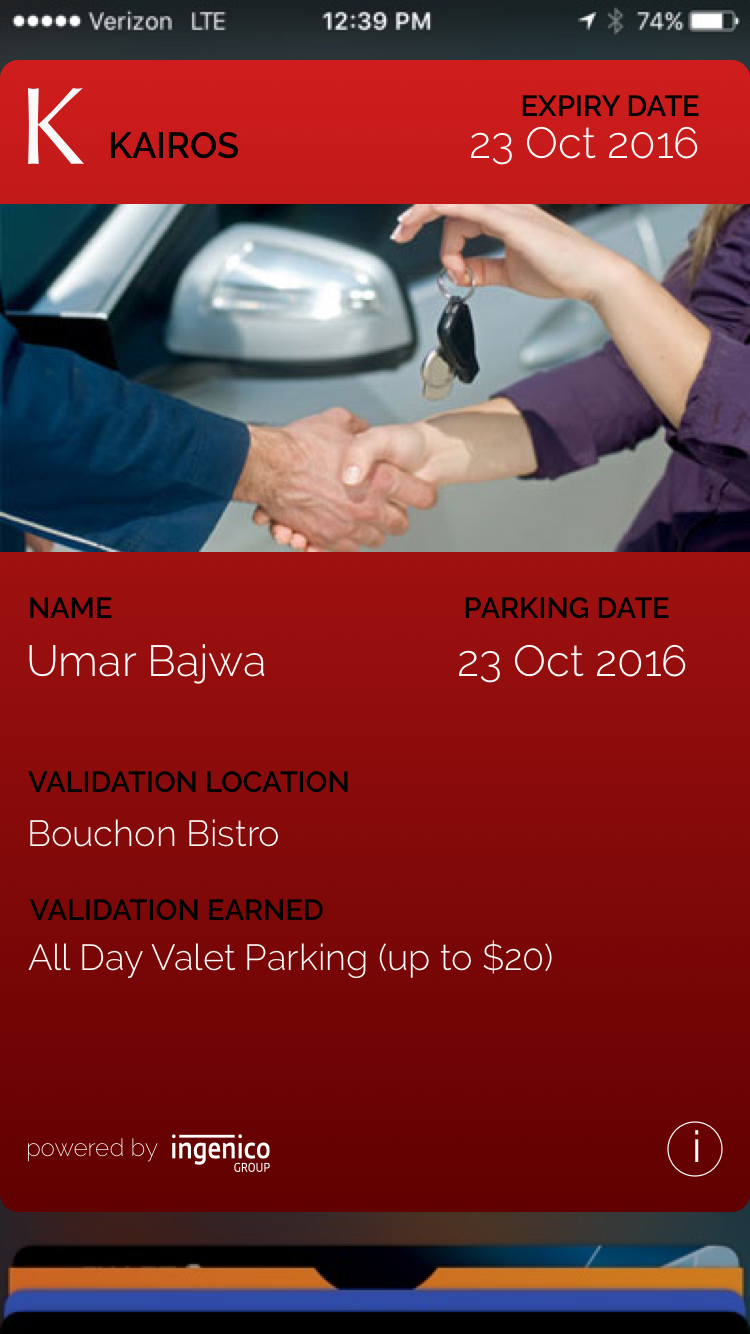 Verizon LTE 12:39 PM 74%
K KAIROS
EXPIRY DATE
23 Oct 2016
NAME
Umar Bajwa
PARKING DATE
23 Oct 2016
VALIDATION LOCATION
Bouchon Bistro
VALIDATION EARNED
All Day Valet Parking (up to $20)
powered by ingenico
GROUP
i